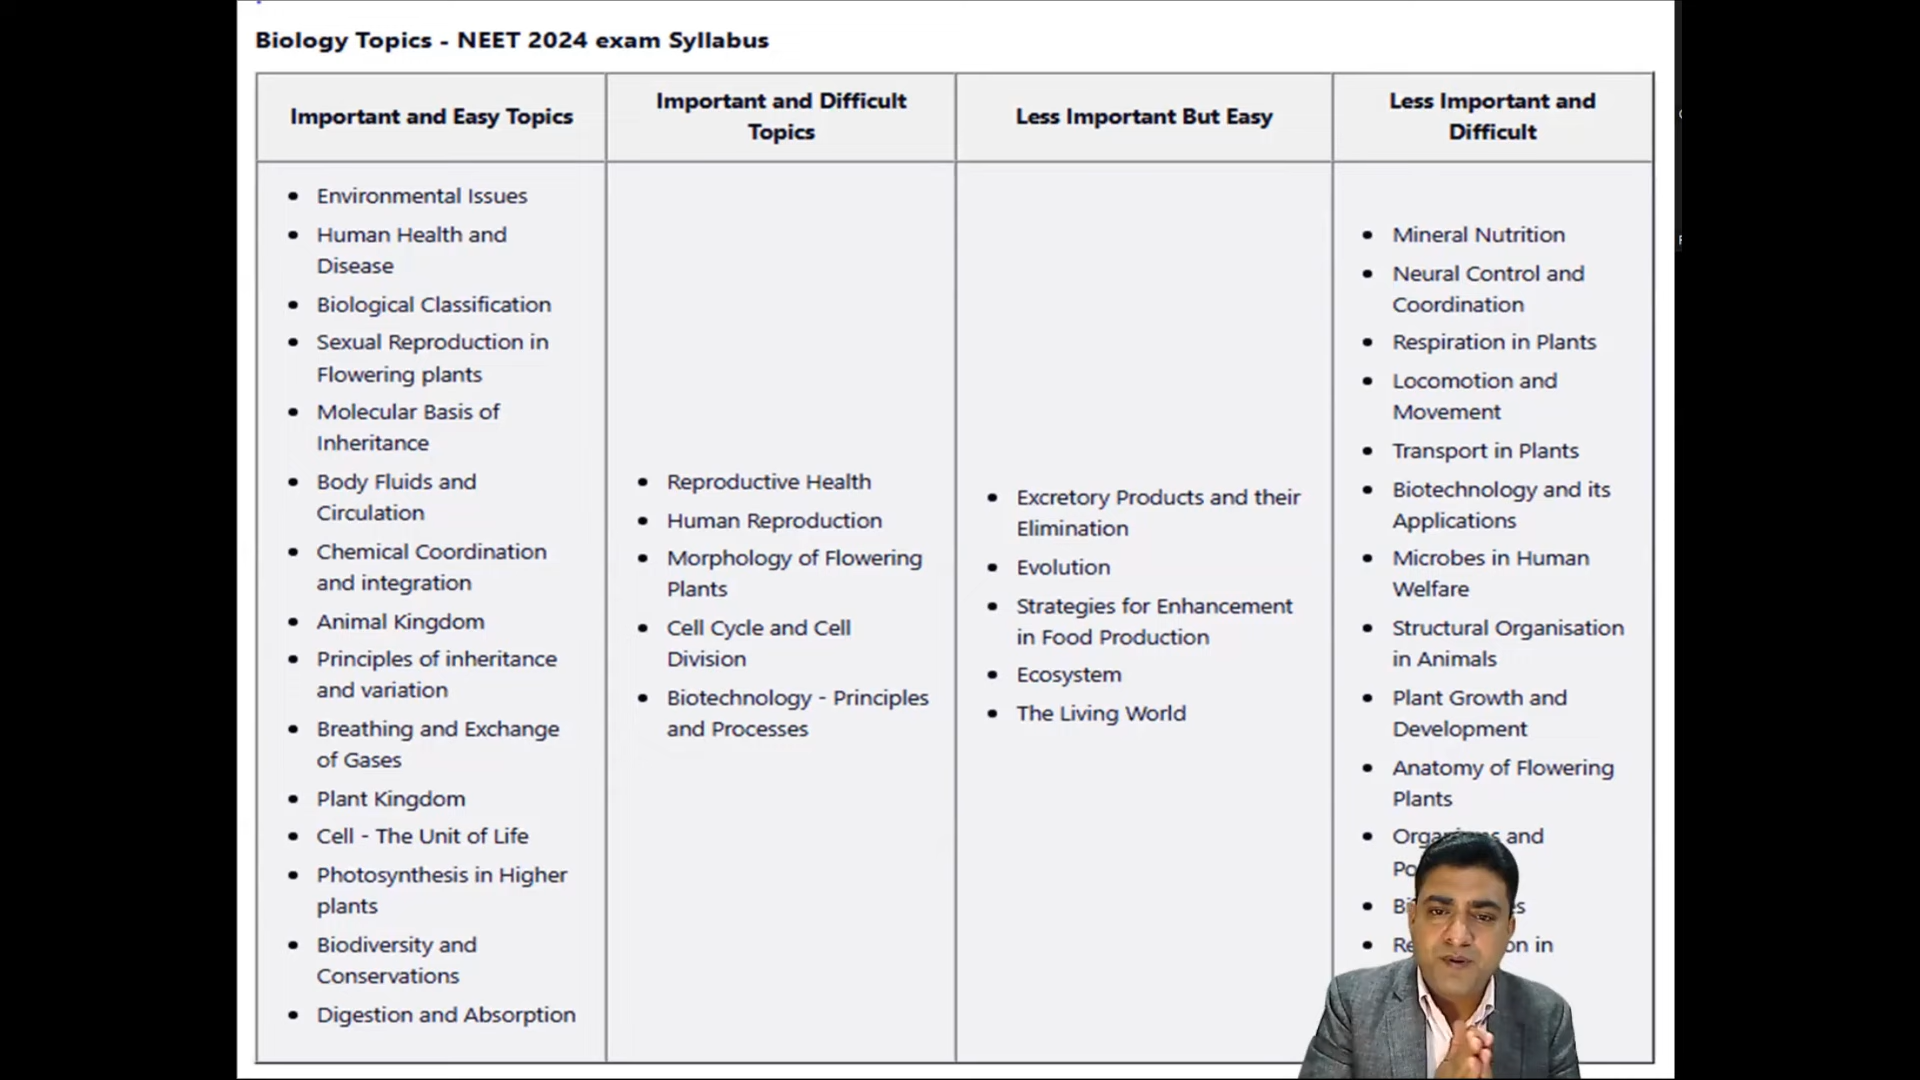 Biology Topics - NEET 2024 exam Syllabus
Important and Easy Topics
Important and Difficult
Topics
Less Important But Easy
Less Important and
Difficult
Environmental Issues
Human Health and
Disease
Biological Classification
Sexual Reproduction in
Flowering plants
Molecular Basis of
Inheritance
Body Fluids and
Circulation
Chemical Coordination
and integration
Animal Kingdom
Principles of inheritance
and variation
Breathing and Exchange
of Gases
Plant Kingdom
Cell - The Unit of Life
Photosynthesis in Higher
plants
Biodiversity and
Conservations
Digestion and Absorption
Reproductive Health
Human Reproduction
Morphology of Flowering
Plants
Cell Cycle and Cell
Division
Biotechnology - Principles
and Processes
Excretory Products and their
Elimination
Evolution
Strategies for Enhancement
in Food Production
Ecosystem
The Living World
Mineral Nutrition
Neural Control and
Coordination
Respiration in Plants
Locomotion and
Movement
Transport in Plants
Biotechnology and its
Applications
Microbes in Human
Welfare
Structural Organisation
in Animals
Plant Growth and
Development
Anatomy of Flowering
Plants
and
in